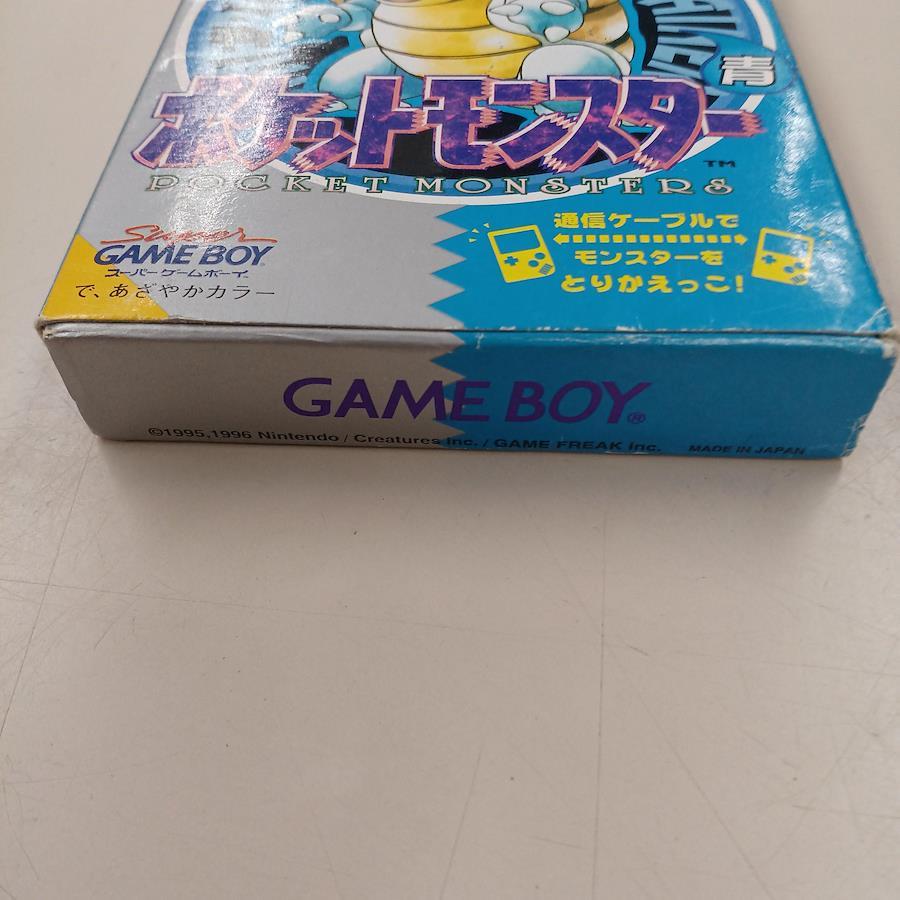 青
ポケットモンスター
TM
POCKET MONSTERS
Super
GAME BOY
スーパーゲームボーイ
で、あざやかカラー
通信ケーブルで
モンスターを
とりかえっこ!
GAME BOY®
©1995,1996 Nintendo / Creatures inc. / GAME FREAK inc. MADE IN JAPAN